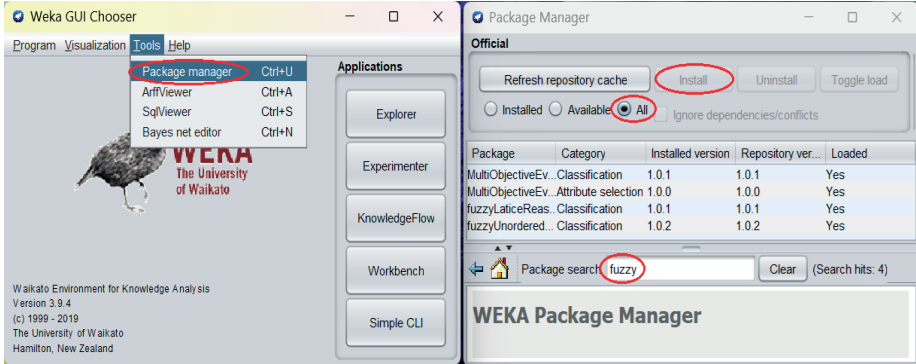 Weka GUI Chooser
Program Visualization Tools Help
Package manager Ctrl+U
ArffViewer Ctrl+A
SqlViewer Ctrl+S
Bayes net editor Ctrl+N
WEKA
The University
of Waikato
Applications
Explorer
Experimenter
KnowledgeFlow
Workbench
Simple CLI
Waikato Environment for Knowledge Analysis
Version 3.9.4
(c) 1999 - 2019
The University of Waikato
Hamilton, New Zealand
Package Manager
Official
Refresh repository cache Install Uninstall Toggle load
Installed Available All Ignore dependencies/conflicts
Package Category Installed version Repository ver... Loaded
MultiObjectiveEv... Classification 1.0.1 1.0.1 Yes
MultiObjectiveEv... Attribute selection 1.0.0 1.0.0 Yes
fuzzyLaticeReas... Classification 1.0.1 1.0.1 Yes
fuzzyUnordered... Classification 1.0.2 1.0.2 Yes
Package search fuzzy Clear (Search hits: 4)
WEKA Package Manager